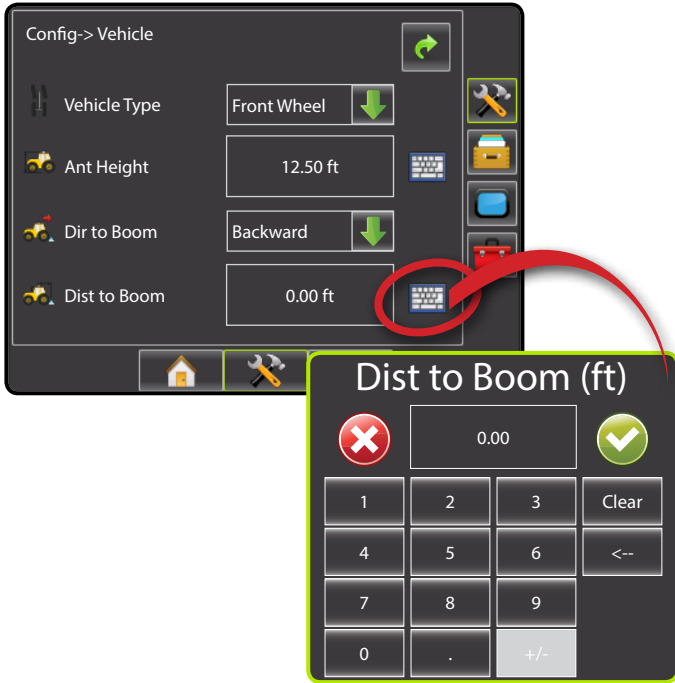 Config-> Vehicle
Vehicle Type
Front Wheel
Ant Height
12.50 ft
Dir to Boom
Backward
Dist to Boom
0.00 ft
Dist to Boom (ft)
0.00
1 2 3 Clear
4 5 6 <--
7 8 9
0 . +/-